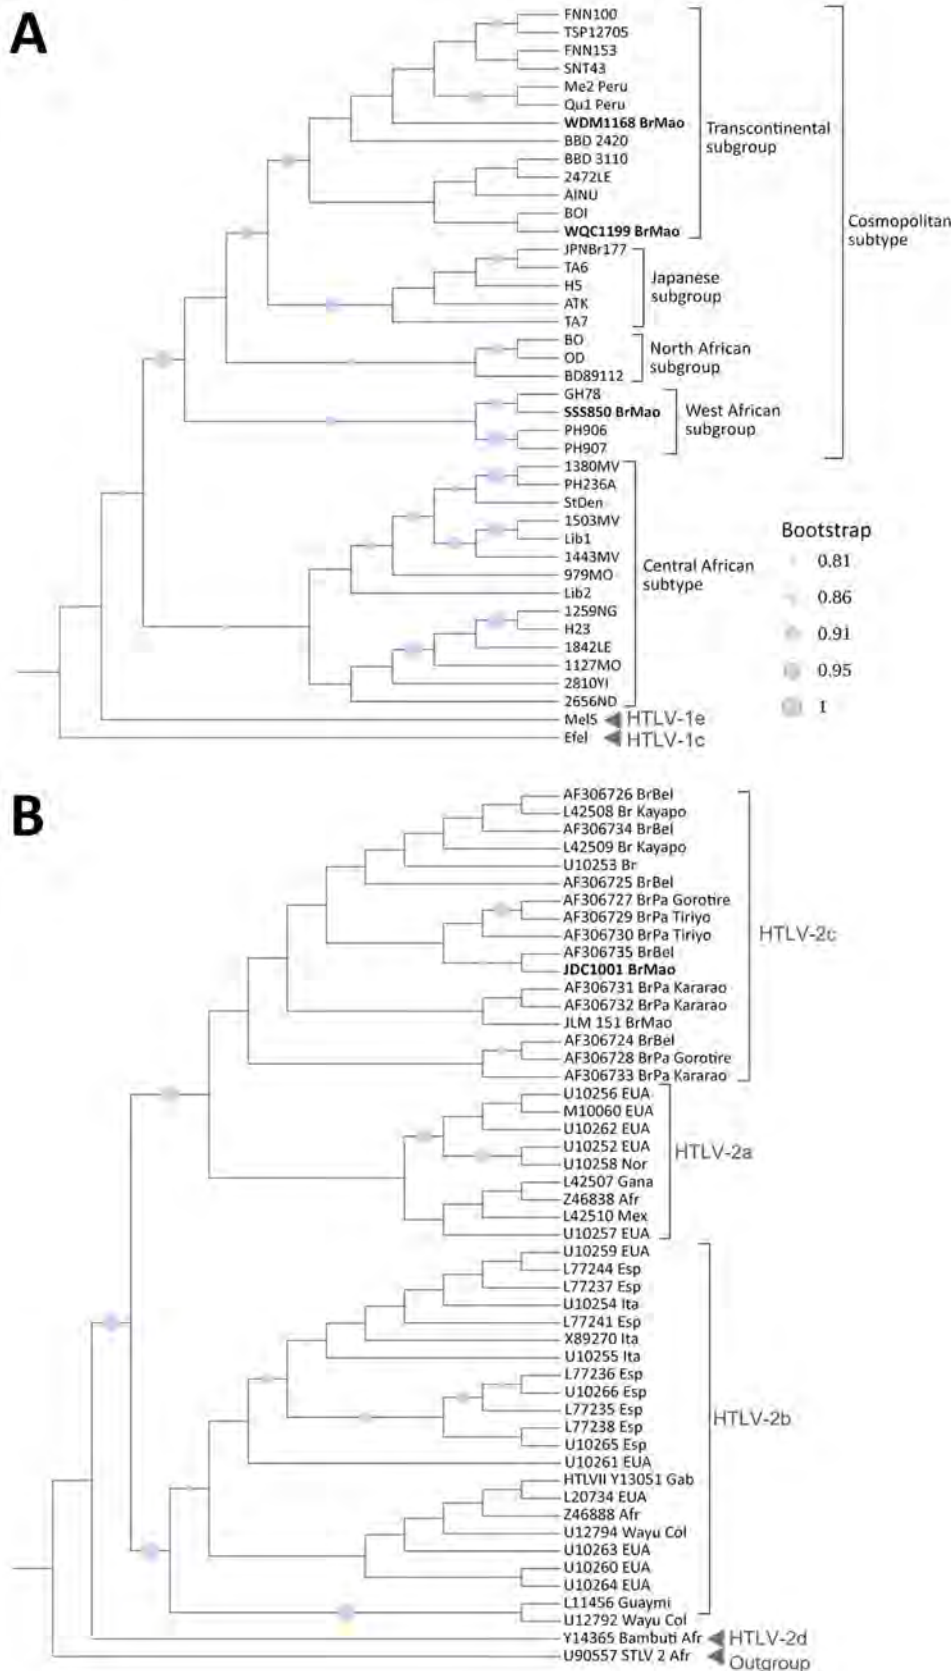 A
FNN100
TSP12705
FNN153
SNT43
Me2 Peru
Qu1 Peru
WDM1168 BrMao
BBD 2420
BBD 3110
2472LE
AINU
BOI
WQC1199 BrMao
Transcontinental
subgroup
JPNBr177
TA6
H5
ATK
TA7
Japanese
subgroup
BO
OD
BD89112
North African
subgroup
GH78
SSS850 BrMao
PH906
PH907
West African
subgroup
Cosmopolitan
subtype
1380MV
PH236A
StDen
1503MV
Lib1
1443MV
979MO
Lib2
1259NG
H23
1842LE
1127MO
2810YI
2656ND
Central African
subtype
Mel5 HTLV-1e
Efel HTLV-1c
Bootstrap
0.81
0.86
0.91
0.95
1
B
AF306726 BrBel
L42508 Br Kayapo
AF306734 BrBel
L42509 Br Kayapo
U10253 Br
AF306725 BrBel
AF306727 BrPa Gorotire
AF306729 BrPa Tiriyo
AF306730 BrPa Tiriyo
AF306735 BrBel
JDC1001 BrMao
AF306731 BrPa Kararao
AF306732 BrPa Kararao
JLM 151 BrMao
AF306724 BrBel
AF306728 BrPa Gorotire
AF306733 BrPa Kararao
HTLV-2c
U10256 EUA
M10060 EUA
U10262 EUA
U10252 EUA
U10258 Nor
L42507 Gana
Z46838 Afr
L42510 Mex
U10257 EUA
HTLV-2a
U10259 EUA
L77244 Esp
L77237 Esp
U10254 Ita
L77241 Esp
X89270 Ita
U10255 Ita
L77236 Esp
U10266 Esp
L77235 Esp
L77238 Esp
U10265 Esp
U10261 EUA
HTLVII Y13051 Gab
L20734 EUA
Z46888 Afr
U12794 Wayu Col
U10263 EUA
U10260 EUA
U10264 EUA
L11456 Guaymi
U12792 Wayu Col
HTLV-2b
Y14365 Bambuti Afr HTLV-2d
U90557 STLV 2 Afr Outgroup